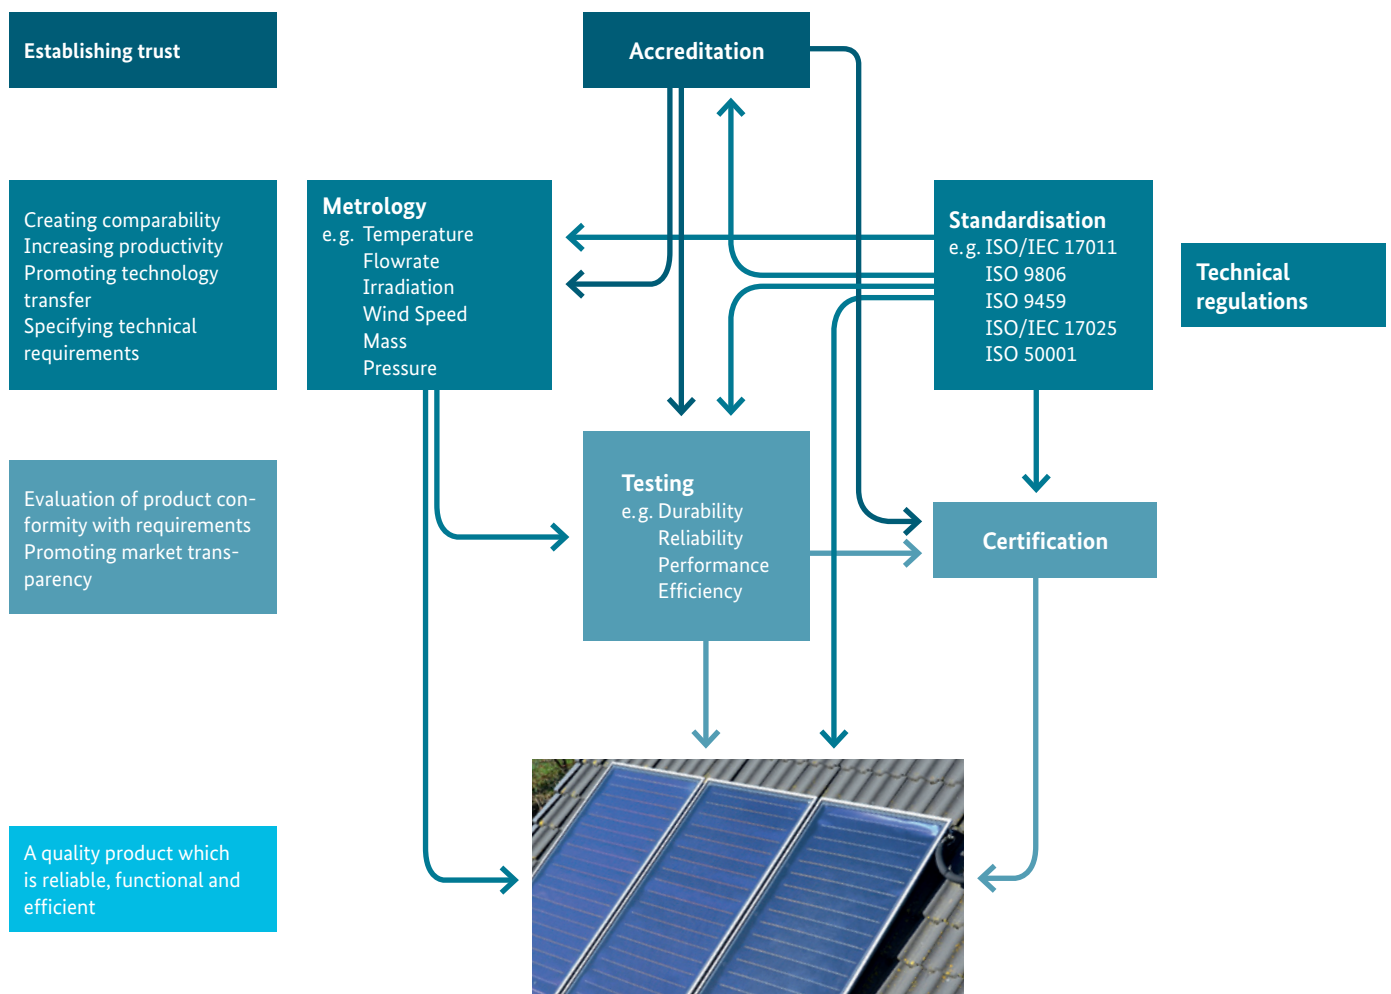 Establishing trust
Accreditation
Creating comparability
Increasing productivity
Promoting technology
transfer
Specifying technical
requirements
Metrology
e.g. Temperature
Flowrate
Irradiation
Wind Speed
Mass
Pressure
Standardisation
e.g. ISO/IEC 17011
ISO 9806
ISO 9459
ISO/IEC 17025
ISO 50001
Technical
regulations
Evaluation of product con-
formity with requirements
Promoting market trans-
parency
Testing
e.g. Durability
Reliability
Performance
Efficiency
Certification
A quality product which
is reliable, functional and
efficient